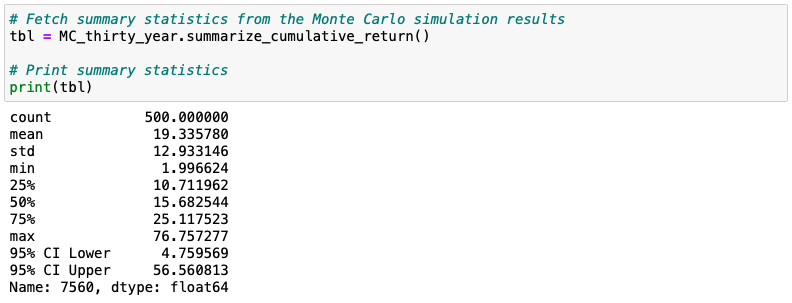 # Fetch summary statistics from the Monte Carlo simulation results
tbl = MC_thirty_year.summarize_cumulative_return()
# Print summary statistics
print(tbl)
count 500.000000
mean 19.335780
std 12.933146
min 1.996624
25% 10.711962
50% 15.682544
75% 25.117523
max 76.757277
95% CI Lower 4.759569
95% CI Upper 56.560813
Name: 7560, dtype: float64